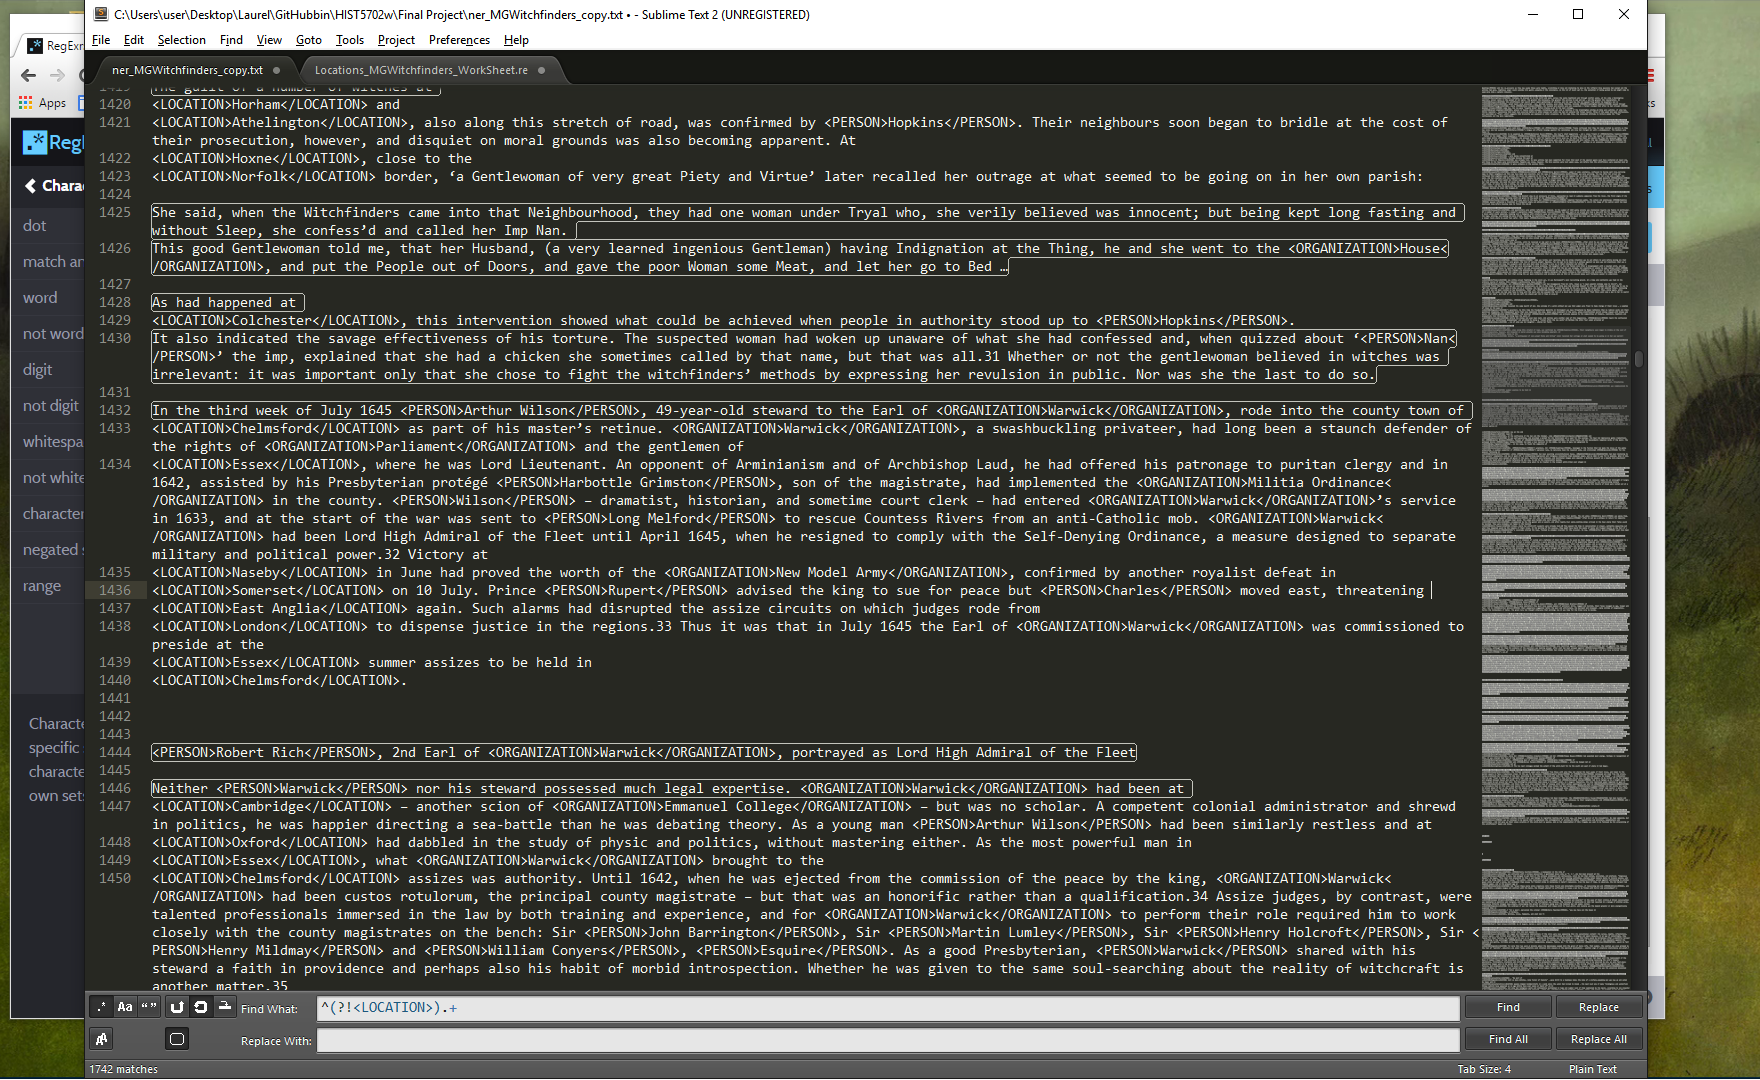 C:\Users\user\Desktop\Laurel\GitHubbin\HIST5702w\Final Project\ner_MGWitchfinders_copy.txt • - Sublime Text 2 (UNREGISTERED)
File Edit Selection Find View Goto Tools Project Preferences Help
ner_MGWitchfinders_copy.txt
Locations_MGWitchfinders_WorkSheet.re
Apps
1419 The guilt of a number of witches at
1420 <LOCATION>Horham</LOCATION> and
1421 <LOCATION>Athelington</LOCATION>, also along this stretch of road, was confirmed by <PERSON>Hopkins</PERSON>. Their neighbours soon began to bridle at the cost of
their prosecution, however, and disquiet on moral grounds was also becoming apparent. At
1422 <LOCATION>Hoxne</LOCATION>, close to the
1423 <LOCATION>Norfolk</LOCATION> border, ‘a Gentlewoman of very great Piety and Virtue’ later recalled her outrage at what seemed to be going on in her own parish:
1424
1425 She said, when the Witchfinders came into that Neighbourhood, they had one woman under Tryal who, she verily believed was innocent; but being kept long fasting and
without Sleep, she confess’d and called her Imp Nan.
1426 This good Gentlewoman told me, that her Husband, (a very learned ingenious Gentleman) having Indignation at the Thing, he and she went to the <ORGANIZATION>House<
/ORGANIZATION>, and put the People out of Doors, and gave the poor Woman some Meat, and let her go to Bed …
1427
1428 As had happened at
1429 <LOCATION>Colchester</LOCATION>, this intervention showed what could be achieved when people in authority stood up to <PERSON>Hopkins</PERSON>.
1430 It also indicated the savage effectiveness of his torture. The suspected woman had woken up unaware of what she had confessed and, when quizzed about ‘<PERSON>Nan<
/PERSON>’ the imp, explained that she had a chicken she sometimes called by that name, but that was all.31 Whether or not the gentlewoman believed in witches was
irrelevant: it was important only that she chose to fight the witchfinders’ methods by expressing her revulsion in public. Nor was she the last to do so.
1431
1432 In the third week of July 1645 <PERSON>Arthur Wilson</PERSON>, 49-year-old steward to the Earl of <ORGANIZATION>Warwick</ORGANIZATION>, rode into the county town of
1433 <LOCATION>Chelmsford</LOCATION> as part of his master’s retinue. <ORGANIZATION>Warwick</ORGANIZATION>, a swashbuckling privateer, had long been a staunch defender of
the rights of <ORGANIZATION>Parliament</ORGANIZATION> and the gentlemen of
1434 <LOCATION>Essex</LOCATION>, where he was Lord Lieutenant. An opponent of Arminianism and of Archbishop Laud, he had offered his patronage to puritan clergy and in
1642, assisted by his Presbyterian protégé <PERSON>Harbottle Grimston</PERSON>, son of the magistrate, had implemented the <ORGANIZATION>Militia Ordinance<
/ORGANIZATION> in the county. <PERSON>Wilson</PERSON> – dramatist, historian, and sometime court clerk – had entered <ORGANIZATION>Warwick</ORGANIZATION>’s service
in 1633, and at the start of the war was sent to <PERSON>Long Melford</PERSON> to rescue Countess Rivers from an anti-Catholic mob. <ORGANIZATION>Warwick<
/ORGANIZATION> had been Lord High Admiral of the Fleet until April 1645, when he resigned to comply with the Self-Denying Ordinance, a measure designed to separate
military and political power.32 Victory at
1435 <LOCATION>Naseby</LOCATION> in June had proved the worth of the <ORGANIZATION>New Model Army</ORGANIZATION>, confirmed by another royalist defeat in
1436 <LOCATION>Somerset</LOCATION> on 10 July. Prince <PERSON>Rupert</PERSON> advised the king to sue for peace but <PERSON>Charles</PERSON> moved east, threatening
1437 <LOCATION>East Anglia</LOCATION> again. Such alarms had disrupted the assize circuits on which judges rode from
1438 <LOCATION>London</LOCATION> to dispense justice in the regions.33 Thus it was that in July 1645 the Earl of <ORGANIZATION>Warwick</ORGANIZATION> was commissioned to
preside at the
1439 <LOCATION>Essex</LOCATION> summer assizes to be held in
1440 <LOCATION>Chelmsford</LOCATION>.
1441
1442
1443
1444 <PERSON>Robert Rich</PERSON>, 2nd Earl of <ORGANIZATION>Warwick</ORGANIZATION>, portrayed as Lord High Admiral of the Fleet
1445
1446 Neither <PERSON>Warwick</PERSON> nor his steward possessed much legal expertise. <ORGANIZATION>Warwick</ORGANIZATION> had been at
1447 <LOCATION>Cambridge</LOCATION> – another scion of <ORGANIZATION>Emmanuel College</ORGANIZATION> – but was no scholar. A competent colonial administrator and shrewd
in politics, he was happier directing a sea-battle than he was debating theory. As a young man <PERSON>Arthur Wilson</PERSON> had been similarly restless and at
1448 <LOCATION>Oxford</LOCATION> had dabbled in the study of physic and politics, without mastering either. As the most powerful man in
1449 <LOCATION>Essex</LOCATION>, what <ORGANIZATION>Warwick</ORGANIZATION> brought to the
1450 <LOCATION>Chelmsford</LOCATION> assizes was authority. Until 1642, when he was ejected from the commission of the peace by the king, <ORGANIZATION>Warwick<
/ORGANIZATION> had been custos rotulorum, the principal county magistrate – but that was an honorific rather than a qualification.34 Assize judges, by contrast, were
talented professionals immersed in the law by both training and experience, and for <ORGANIZATION>Warwick</ORGANIZATION> to perform their role required him to work
closely with the county magistrates on the bench: Sir <PERSON>John Barrington</PERSON>, Sir <PERSON>Martin Lumley</PERSON>, Sir <PERSON>Henry Holcroft</PERSON>, Sir <
PERSON>Henry Mildmay</PERSON> and <PERSON>William Conyers</PERSON>, <PERSON>Esquire</PERSON>. As a good Presbyterian, <PERSON>Warwick</PERSON> shared with his
steward a faith in providence and perhaps also his habit of morbid introspection. Whether he was given to the same soul-searching about the reality of witchcraft is
another matter.35
RegExr
Reg
Chara
dot
match an
word
not word
digit
not digit
whitespa
not white
character
negated s
range
Characte
specific
characte
own sets
Find What: ^(?!<LOCATION>).+
Find Replace
Replace With:
Find All Replace All
1742 matches
Tab Size: 4 Plain Text